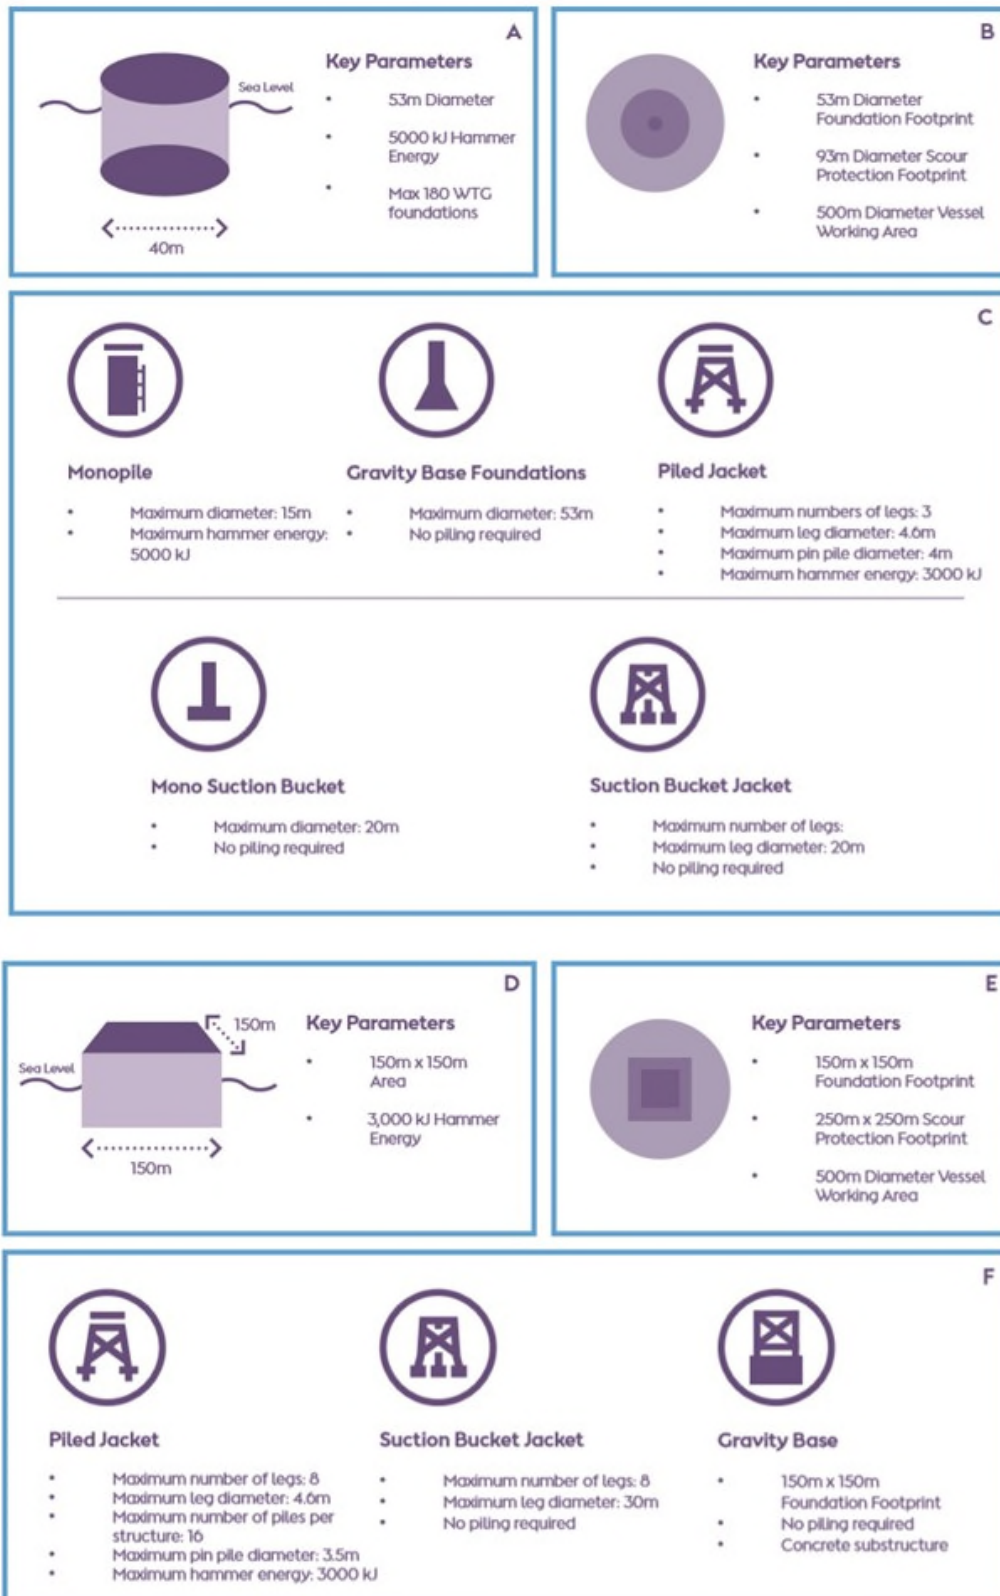 A
Sea Level
40m
Key Parameters
• 53m Diameter
• 5000 kJ Hammer
Energy
• Max 180 WTG
foundations
B
Key Parameters
• 53m Diameter
Foundation Footprint
• 93m Diameter Scour
Protection Footprint
• 500m Diameter Vessel
Working Area
C
Monopile
• Maximum diameter: 15m
• Maximum hammer energy:
5000 kJ
Gravity Base Foundations
• Maximum diameter: 53m
• No piling required
Piled Jacket
• Maximum numbers of legs: 3
• Maximum leg diameter: 4.6m
• Maximum pin pile diameter: 4m
• Maximum hammer energy: 3000 kJ
Mono Suction Bucket
• Maximum diameter: 20m
• No piling required
Suction Bucket Jacket
• Maximum number of legs:
• Maximum leg diameter: 20m
• No piling required
D
150m
Sea Level
150m
Key Parameters
• 150m x 150m
Area
• 3,000 kJ Hammer
Energy
E
Key Parameters
• 150m x 150m
Foundation Footprint
• 250m x 250m Scour
Protection Footprint
• 500m Diameter Vessel
Working Area
F
Piled Jacket
• Maximum number of legs: 8
• Maximum leg diameter: 4.6m
• Maximum number of piles per
structure: 16
• Maximum pin pile diameter: 3.5m
• Maximum hammer energy: 3000 kJ
Suction Bucket Jacket
• Maximum number of legs: 8
• Maximum leg diameter: 30m
• No piling required
Gravity Base
• 150m x 150m
Foundation Footprint
• No piling required
• Concrete substructure